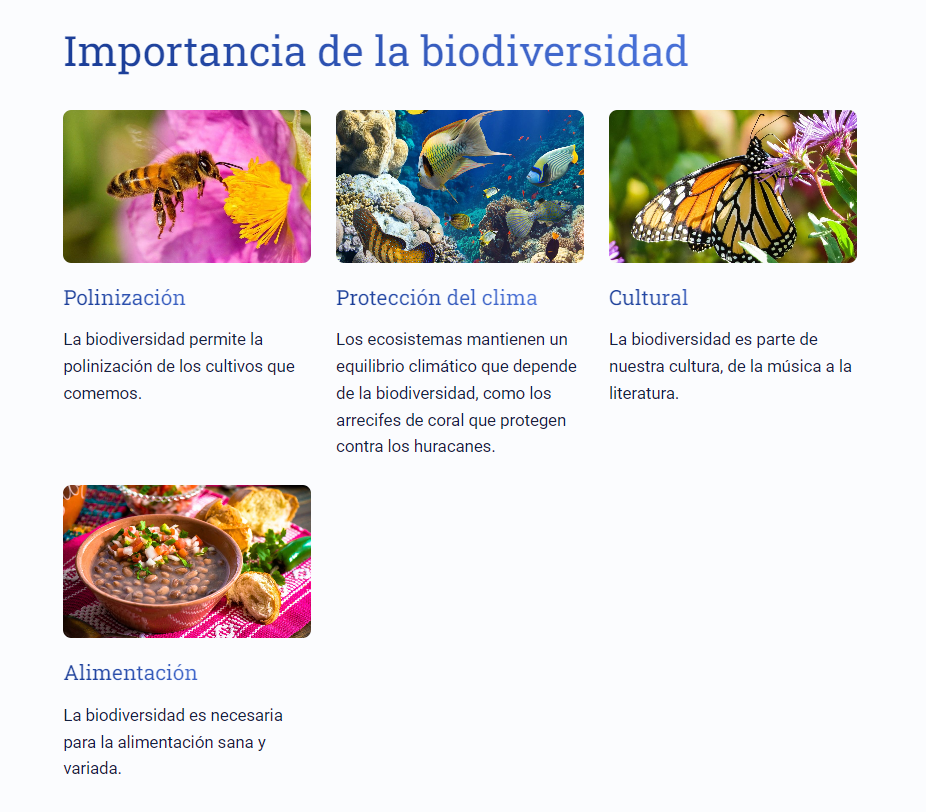 Importancia de la biodiversidad
Polinización
La biodiversidad permite la
polinización de los cultivos que
comemos.
Protección del clima
Los ecosistemas mantienen un
equilibrio climático que depende
de la biodiversidad, como los
arrecifes de coral que protegen
contra los huracanes.
Cultural
La biodiversidad es parte de
nuestra cultura, de la música a la
literatura.
Alimentación
La biodiversidad es necesaria
para la alimentación sana y
variada.